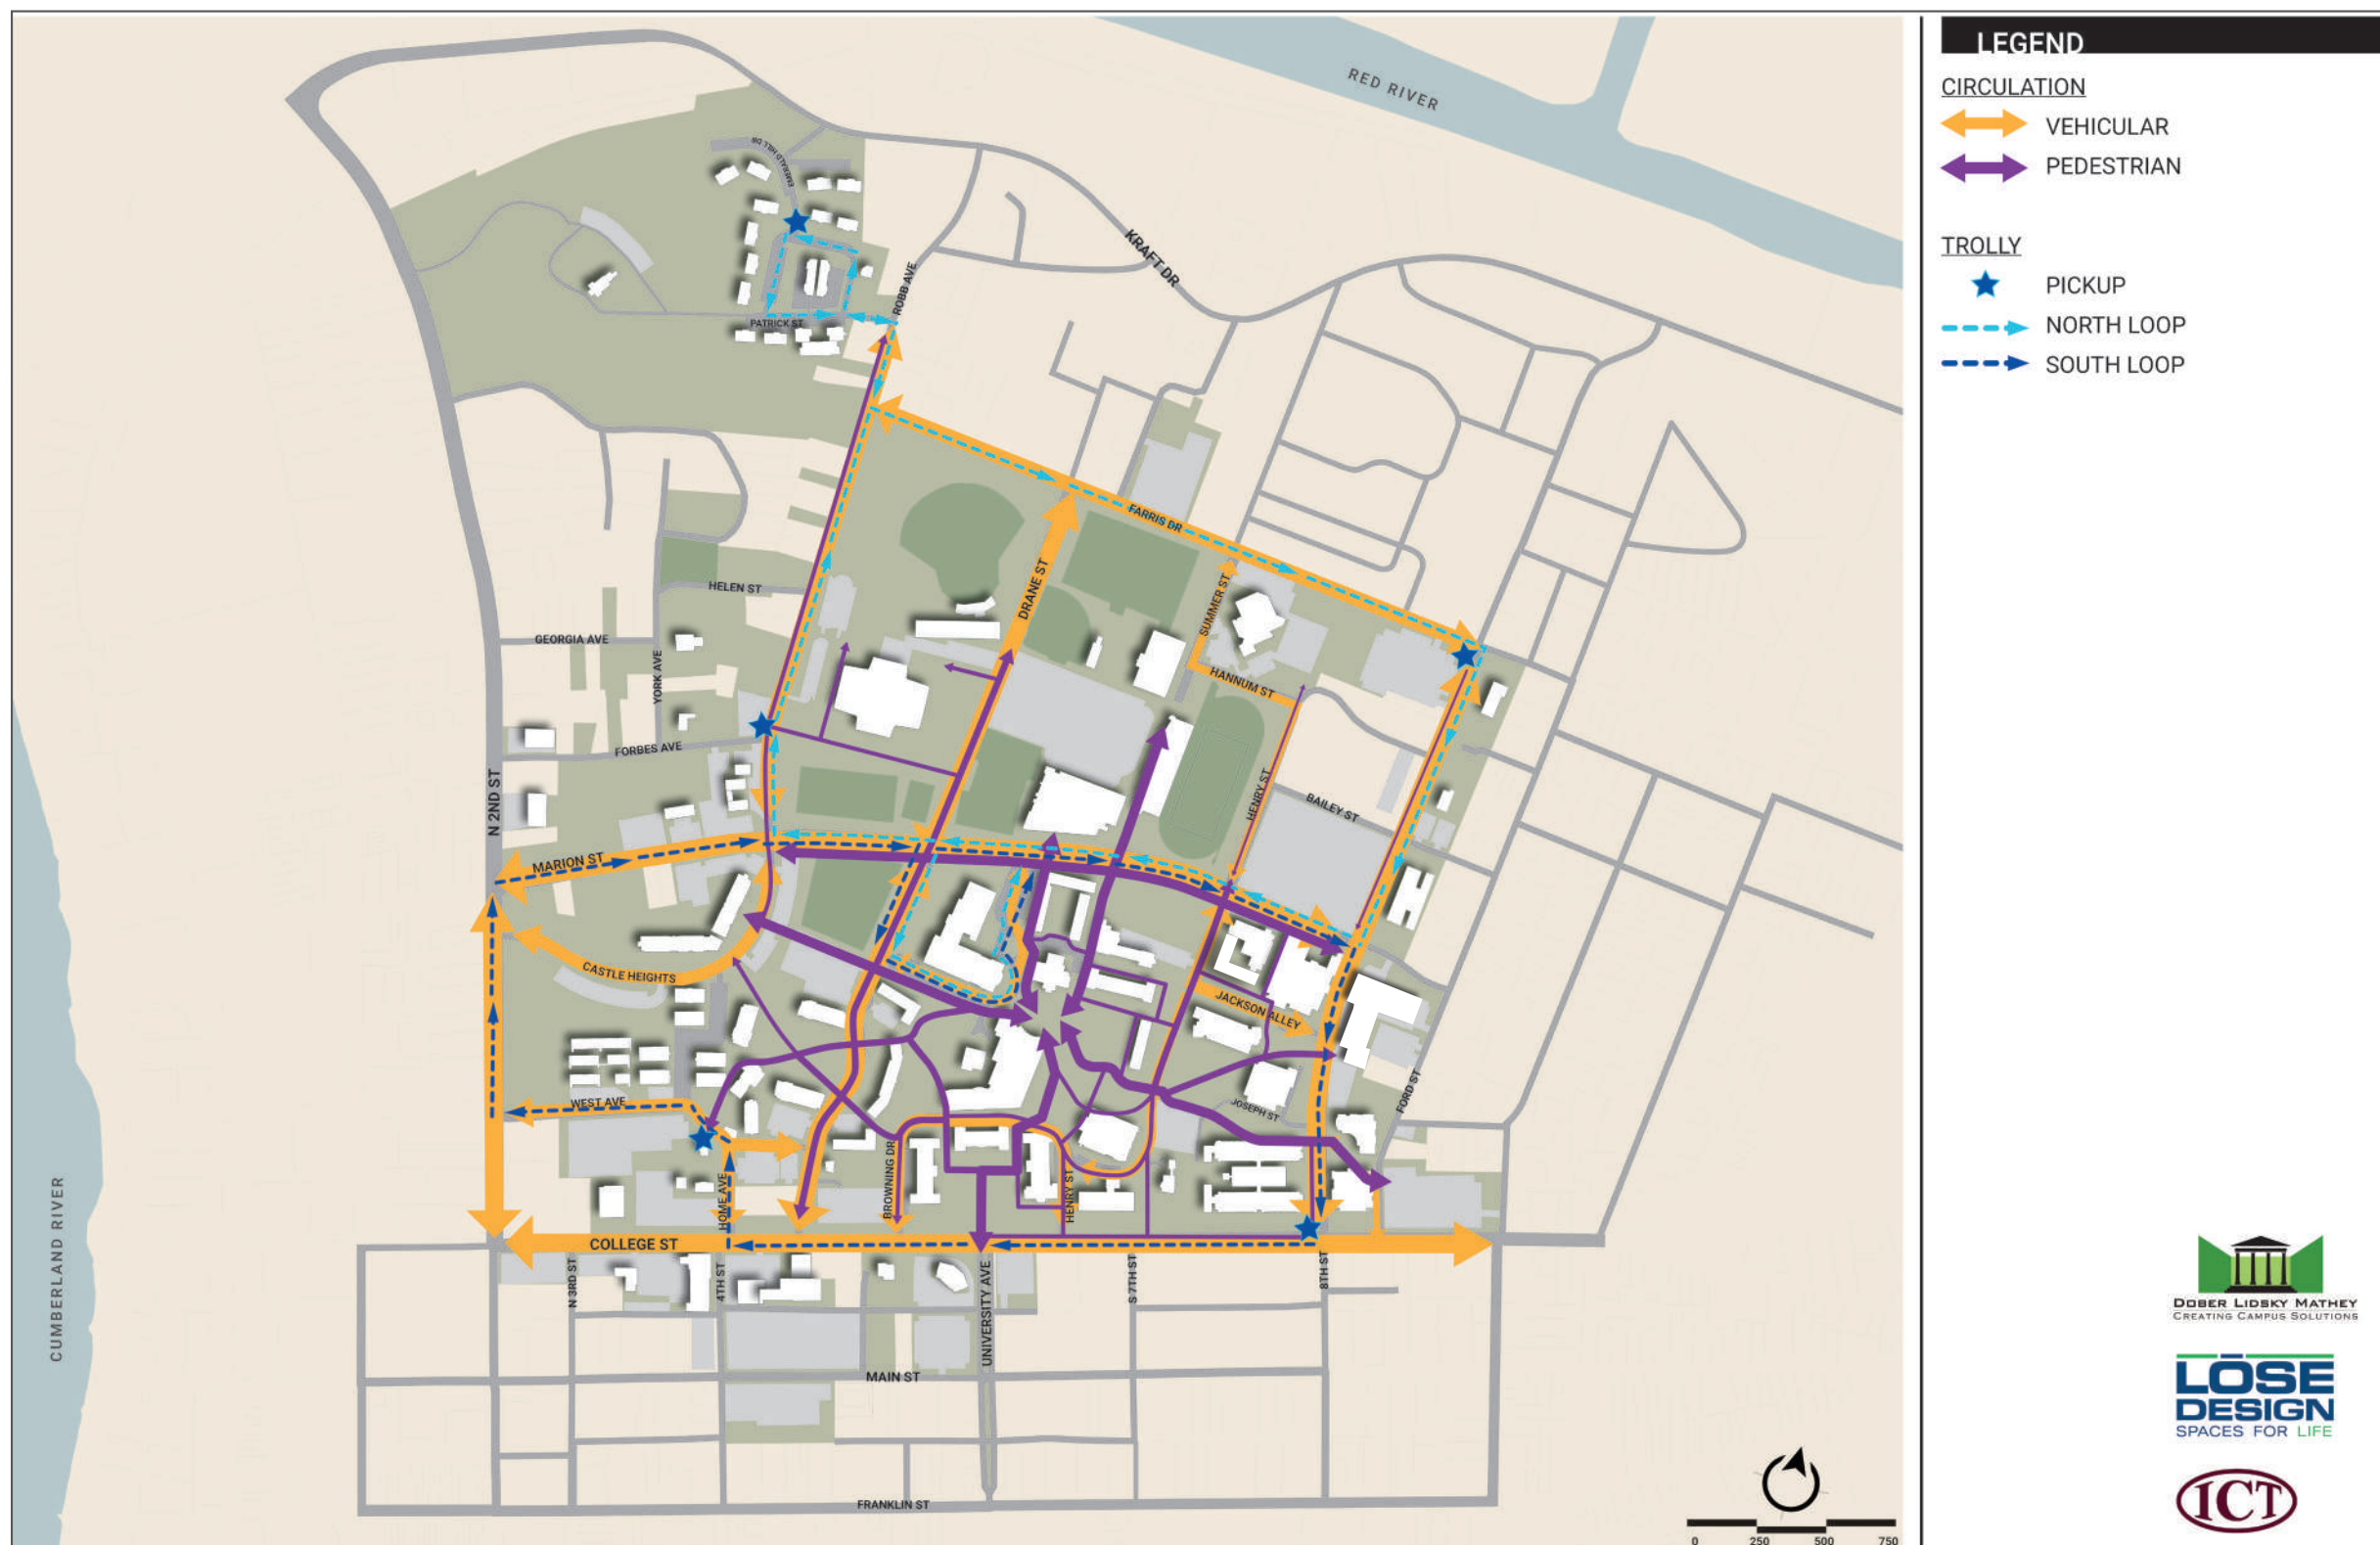 RED RIVER
EMERALD HILL DR
KRAFT DR
ROBB AVE
PATRICK ST
FARRIS DR
DRANE ST
SUMMER ST
HELEN ST
GEORGIA AVE
YORK AVE
HANNUM ST
FORBES AVE
N 2ND ST
HENRY ST
BAILEY ST
MARION ST
CASTLE HEIGHTS
JACKSON ALLEY
WEST AVE
JOSEPH ST
FORD ST
HOME AVE
BROWNING DR
HENRY ST
CUMBERLAND RIVER
COLLEGE ST
N 3RD ST
4TH ST
UNIVERSITY AVE
S 7TH ST
8TH ST
MAIN ST
FRANKLIN ST
0 250 500 750
LEGEND
CIRCULATION
VEHICULAR
PEDESTRIAN
TROLLY
PICKUP
NORTH LOOP
SOUTH LOOP
DOBER LIDSKY MATHEY
CREATING CAMPUS SOLUTIONS
LŌSE
DESIGN
SPACES FOR LIFE
ICT